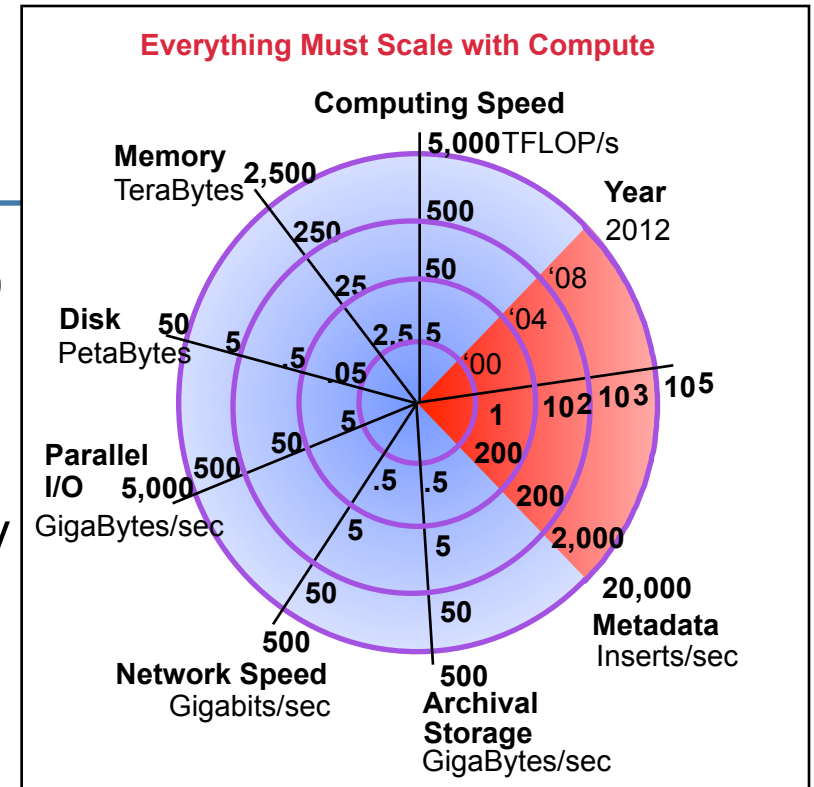 Everything Must Scale with Compute
Computing Speed
5,000 TFLOP/s
500
50
5
Year
2012
‘08
‘04
‘00
Memory
TeraBytes
2,500
250
25
2.5
Disk
PetaBytes
50
5
.5
.05
Parallel
I/O
GigaBytes/sec
5,000
500
50
5
Network Speed
Gigabits/sec
500
50
5
.5
Archival
Storage
GigaBytes/sec
500
50
5
.5
Metadata
Inserts/sec
20,000
2,000
200
200
1
10 2
10 3
10 5